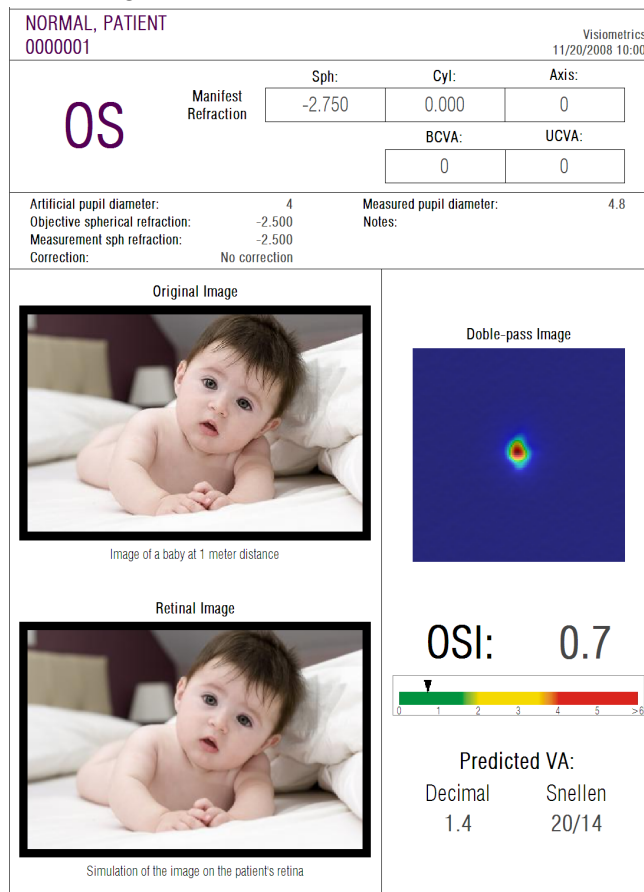 NORMAL, PATIENT
0000001
Visiometrics
11/20/2008 10:00
OS
Manifest
Refraction
Sph: Cyl: Axis:
-2.750 0.000 0
BCVA: UCVA:
0 0
Artificial pupil diameter: 4 Measured pupil diameter: 4.8
Objective spherical refraction: -2.500 Notes:
Measurement sph refraction: -2.500
Correction: No correction
Original Image
Image of a baby at 1 meter distance
Doble-pass Image
Retinal Image
Simulation of the image on the patient's retina
OSI: 0.7
0 1 2 3 4 5 >6
Predicted VA:
Decimal Snellen
1.4 20/14